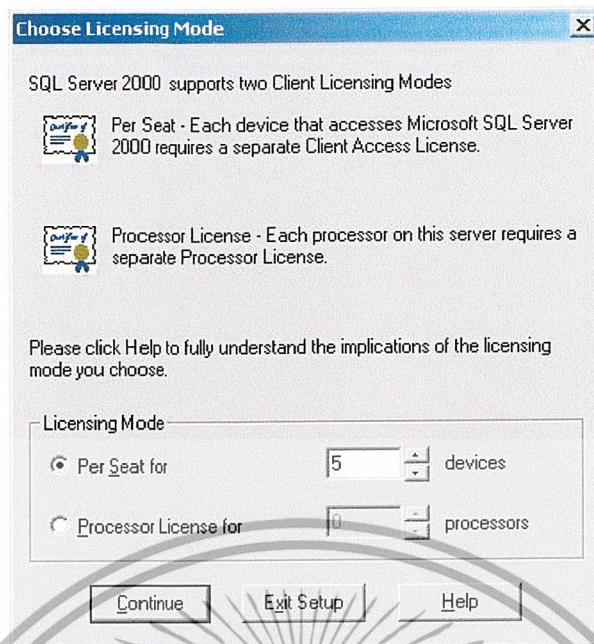 Choose Licensing Mode
SQL Server 2000 supports two Client Licensing Modes
Per Seat - Each device that accesses Microsoft SQL Server
2000 requires a separate Client Access License.
Processor License - Each processor on this server requires a
separate Processor License.
Please click Help to fully understand the implications of the licensing
mode you choose.
Licensing Mode
Per Seat for 5 devices
Processor License for 0 processors
Continue Exit Setup Help